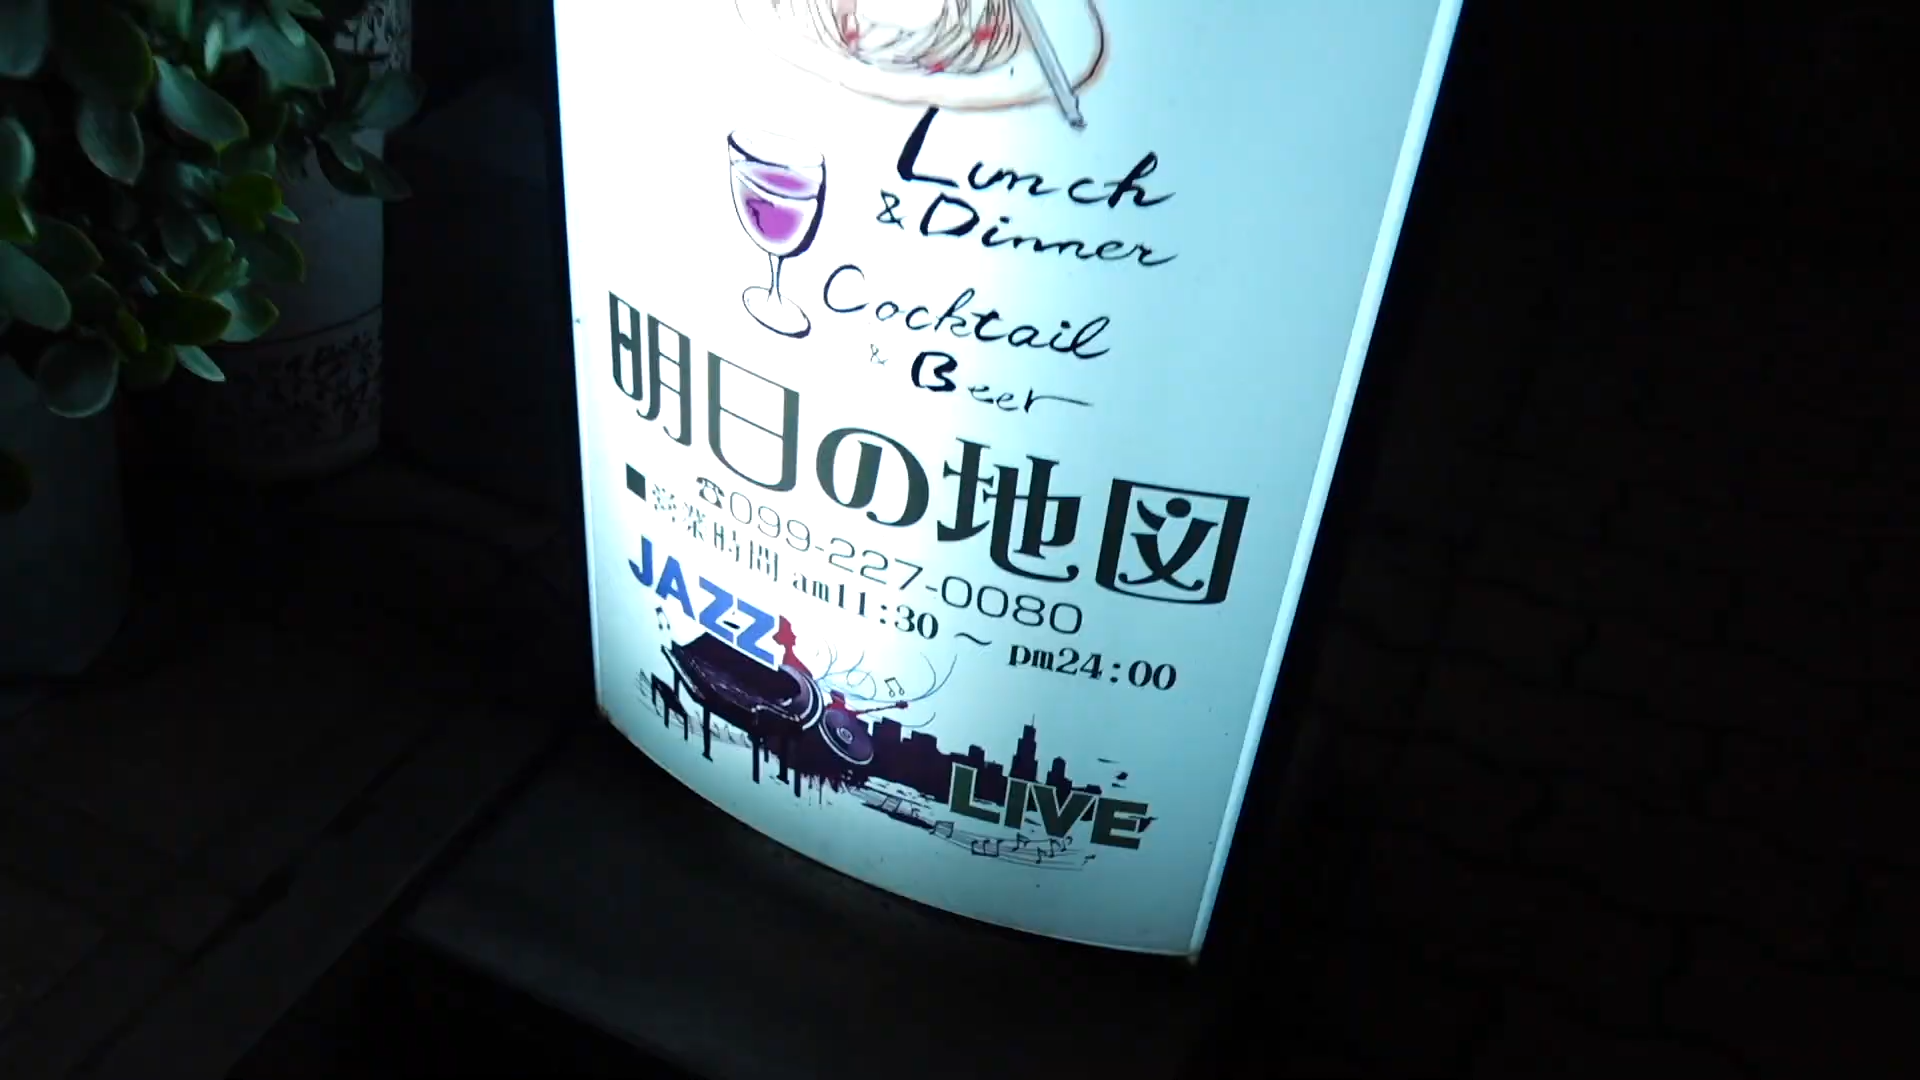 Lunch
& Dinner
Cocktail
& Beer
明日の地図
☎099-227-0080
■営業時間 am11:30 ～ pm24:00
JAZZ
LIVE